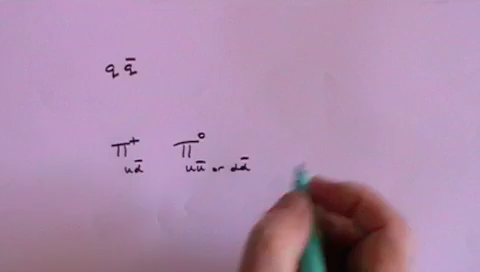 q q̄
π⁺ π⁰
ud̄ uū or dd̄